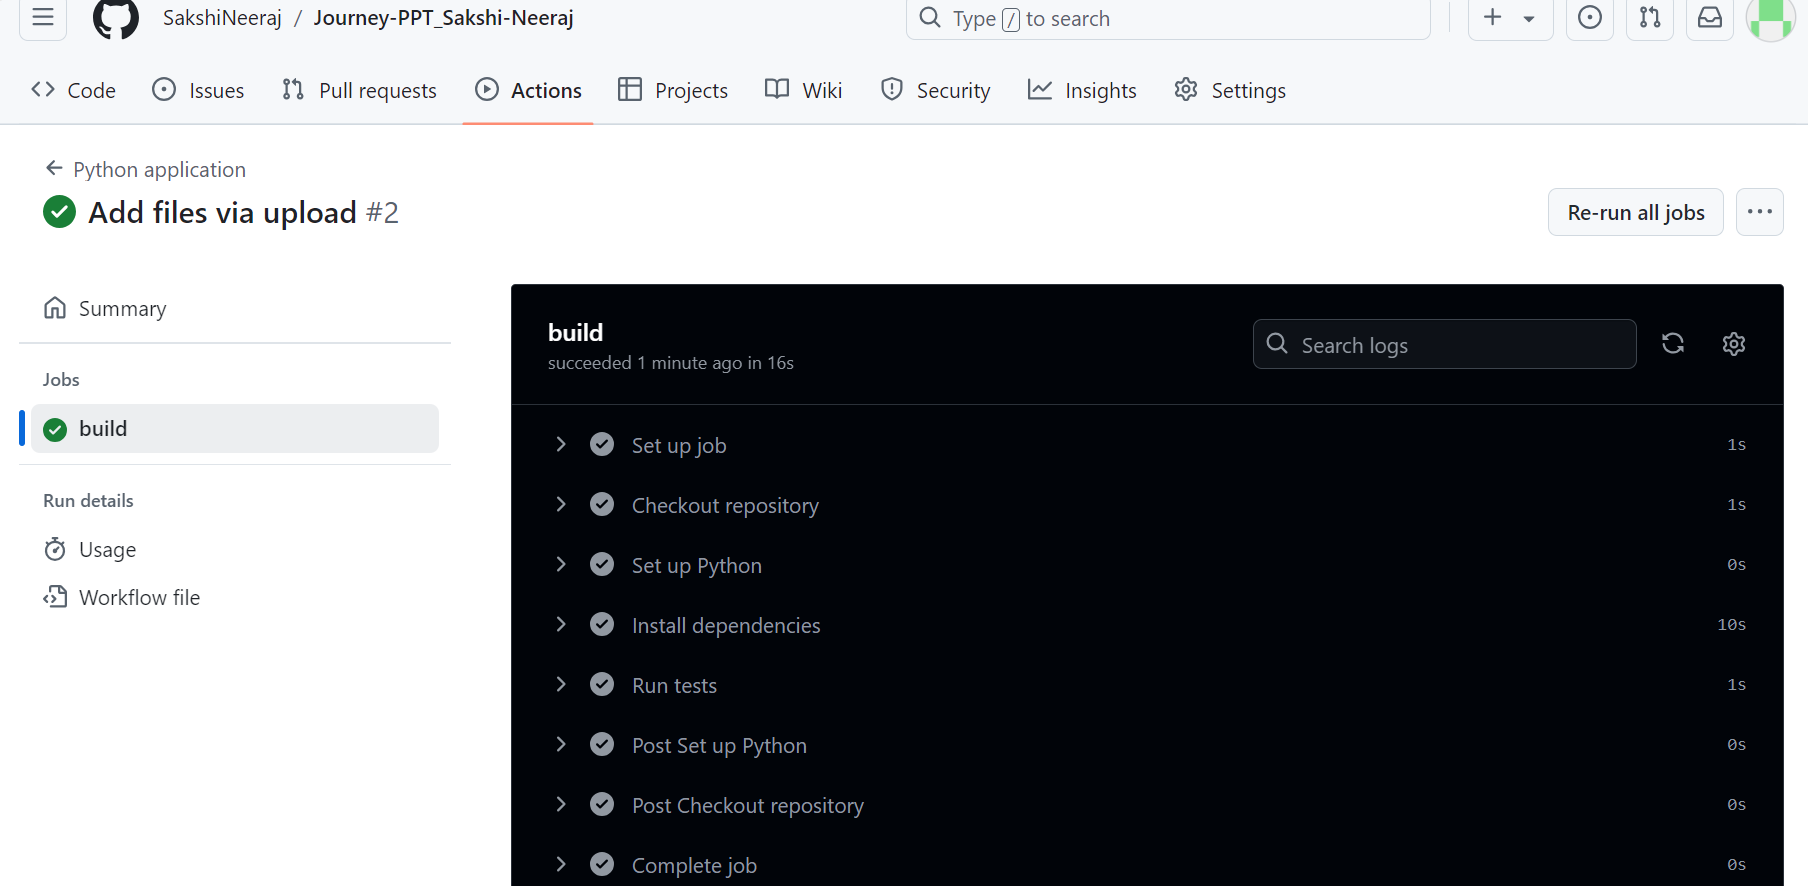 SakshiNeeraj / Journey-PPT_Sakshi-Neeraj
Type / to search
Code
Issues
Pull requests
Actions
Projects
Wiki
Security
Insights
Settings
Python application
Add files via upload #2
Re-run all jobs
Summary
Jobs
build
Run details
Usage
Workflow file
build
succeeded 1 minute ago in 16s
Search logs
Set up job 1s
Checkout repository 1s
Set up Python 0s
Install dependencies 10s
Run tests 1s
Post Set up Python 0s
Post Checkout repository 0s
Complete job 0s